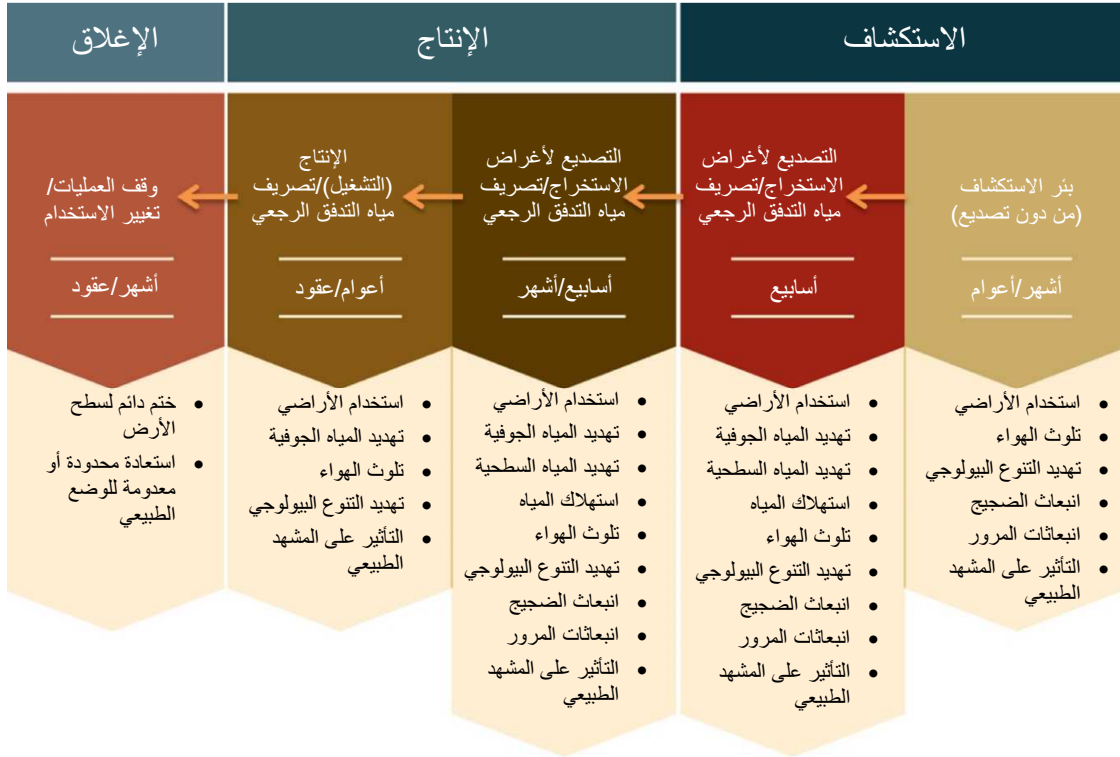 الاستكشاف
الإنتاج
الإغلاق
بئر الاستكشاف
(من دون تصديع)
أشهر/أعوام
التصديع لأغراض
الاستخراج/تصريف
مياه التدفق الرجعي
أسابيع
التصديع لأغراض
الاستخراج/تصريف
مياه التدفق الرجعي
أسابيع/أشهر
الإنتاج
(التشغيل)/تصريف
مياه التدفق الرجعي
أعوام/عقود
وقف العمليات/
تغيير الاستخدام
أشهر/عقود
• استخدام الأراضي
• تلوث الهواء
• تهديد التنوع البيولوجي
• انبعاث الضجيج
• انبعاثات المرور
• التأثير على المشهد
الطبيعي
• استخدام الأراضي
• تهديد المياه الجوفية
• تهديد المياه السطحية
• استهلاك المياه
• تلوث الهواء
• تهديد التنوع البيولوجي
• انبعاث الضجيج
• انبعاثات المرور
• التأثير على المشهد
الطبيعي
• استخدام الأراضي
• تهديد المياه الجوفية
• تهديد المياه السطحية
• استهلاك المياه
• تلوث الهواء
• تهديد التنوع البيولوجي
• انبعاث الضجيج
• انبعاثات المرور
• التأثير على المشهد
الطبيعي
• استخدام الأراضي
• تهديد المياه الجوفية
• تلوث الهواء
• تهديد التنوع البيولوجي
• التأثير على المشهد
الطبيعي
• ختم دائم لسطح
الأرض
• استعادة محدودة أو
معدومة للوضع
الطبيعي